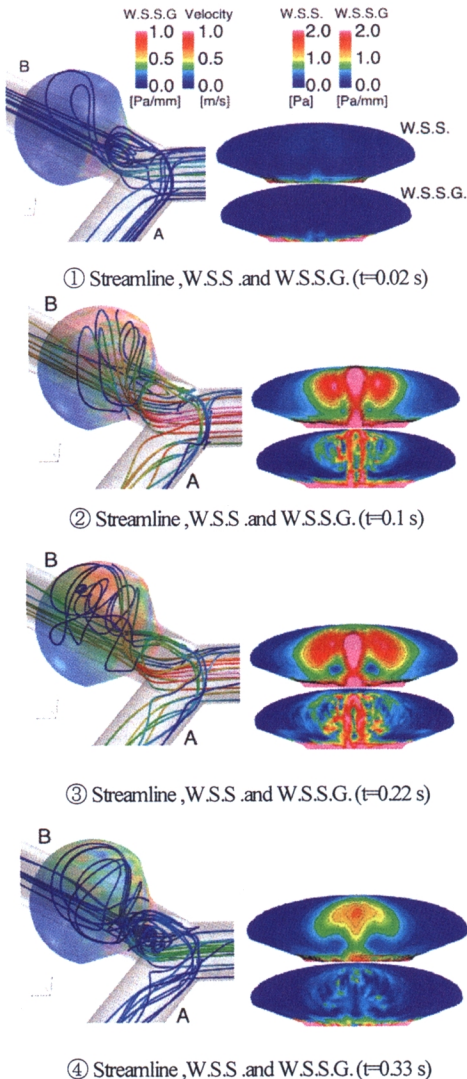 W.S.S.G Velocity W.S.S. W.S.S.G
1.0 1.0 2.0 2.0
0.5 0.5 1.0 1.0
0.0 0.0 0.0 0.0
[Pa/mm] [m/s] [Pa] [Pa/mm]
B
W.S.S.
W.S.S.G.
A
① Streamline ,W.S.S .and W.S.S.G. (t=0.02 s)
B
A
② Streamline ,W.S.S .and W.S.S.G. (t=0.1 s)
B
A
③ Streamline ,W.S.S .and W.S.S.G. (t=0.22 s)
B
A
④ Streamline ,W.S.S .and W.S.S.G. (t=0.33 s)